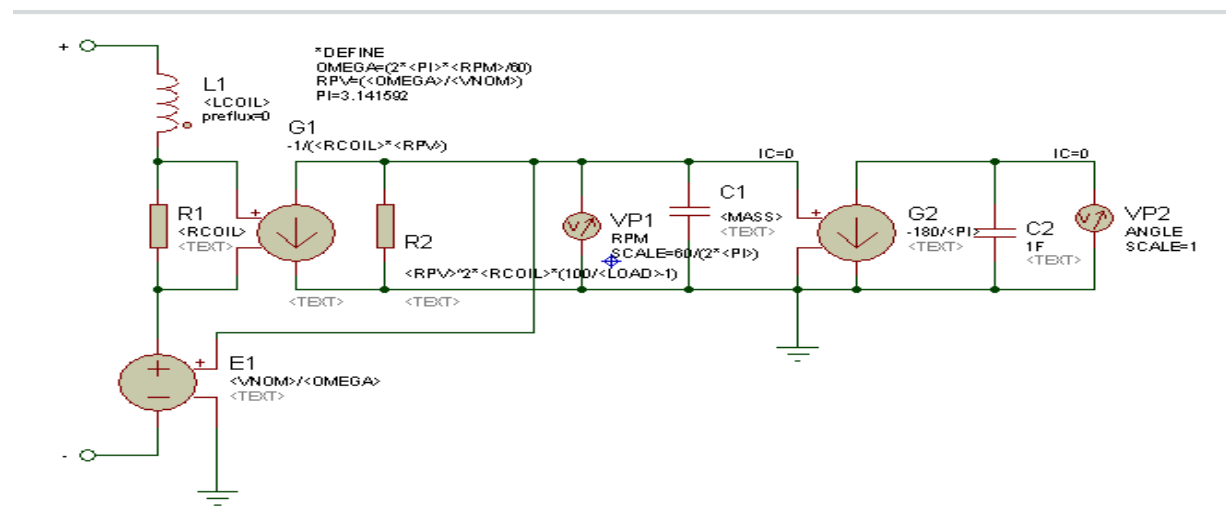 +
*DEFINE
OMEGA=(2*<PI>*<RPM>/60)
RPV=(<OMEGA>/<VNOM>)
PI=3.141592
L1
<LCOIL>
preflux=0
G1
-1/(<RCOIL>*<RPV>)
IC=0
IC=0
R1
<RCOIL>
<TEXT>
+
<TEXT>
R2
<RPV>^2*<RCOIL>*(100/<LOAD>-1)
<TEXT>
V
VP1
RPM
SCALE=60/(2*<PI>)
C1
<MASS>
<TEXT>
+
G2
-180/<PI>
<TEXT>
C2
1F
<TEXT>
V
VP2
ANGLE
SCALE=1
+
E1
<VNOM>/<OMEGA>
<TEXT>
+
-